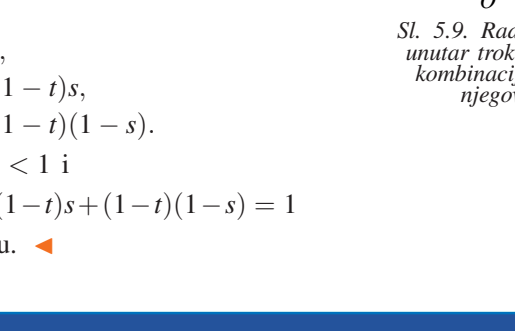 ,
1 − t)s,
1 − t)(1 − s).
< 1 i
(1−t)s+(1−t)(1−s) = 1
u. ◄
Sl. 5.9. Rad
unutar trok
kombinacij
njegov